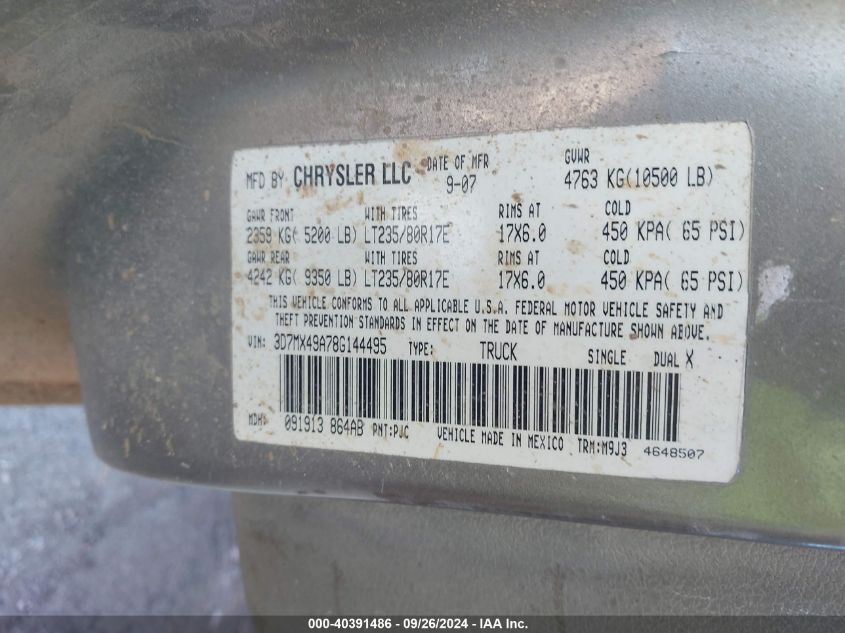 MFD BY CHRYSLER LLC DATE OF MFR 9-07 GVWR 4763 KG(10500 LB)
GAWR FRONT WITH TIRES RIMS AT COLD
2359 KG( 5200 LB) LT235/80R17E 17X6.0 450 KPA( 65 PSI)
GAWR REAR WITH TIRES RIMS AT COLD
4242 KG( 9350 LB) LT235/80R17E 17X6.0 450 KPA( 65 PSI)
THIS VEHICLE CONFORMS TO ALL APPLICABLE U.S.A. FEDERAL MOTOR VEHICLE SAFETY AND
THEFT PREVENTION STANDARDS IN EFFECT ON THE DATE OF MANUFACTURE SHOWN ABOVE.
VIN: 3D7MX49A78G144495 TYPE: TRUCK SINGLE DUAL X
MDH: 091913 864AB PNT:PJC VEHICLE MADE IN MEXICO TRM:M9J3 4648507
000-40391486 - 09/26/2024 - IAA Inc.